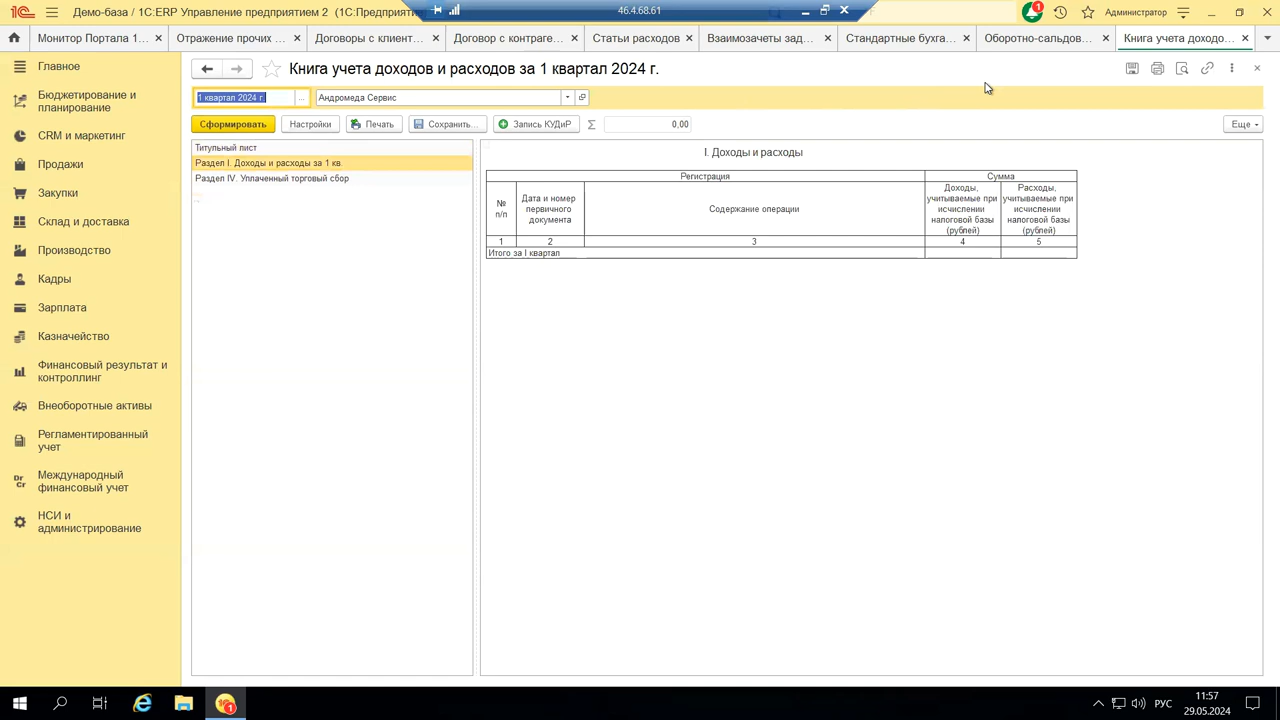 Демо-база / 1С:ERP Управление предприятием 2 (1С:Предприятие
46.4.68.61
1
Администратор
Монитор Портала 1...
Отражение прочих ...
Договоры с клиент...
Договор с контраге...
Статьи расходов
Взаимозачеты зад...
Стандартные бухга...
Оборотно-сальдов...
Книга учета доходо...
Главное
Бюджетирование и
планирование
CRM и маркетинг
Продажи
Закупки
Склад и доставка
Производство
Кадры
Зарплата
Казначейство
Финансовый результат и
контроллинг
Внеоборотные активы
Регламентированный
учет
Dr
Cr
Международный
финансовый учет
НСИ и
администрирование
Книга учета доходов и расходов за 1 квартал 2024 г.
1 квартал 2024 г.
...
Андромеда Сервис
Сформировать
Настройки
Печать
Сохранить...
Запись КУДиР
Σ
0,00
Еще
Титульный лист
Раздел I. Доходы и расходы за 1 кв.
Раздел IV. Уплаченный торговый сбор
I. Доходы и расходы
Регистрация
Сумма
№
п/п
Дата и номер
первичного
документа
Содержание операции
Доходы,
учитываемые при
исчислении
налоговой базы
(рублей)
Расходы,
учитываемые при
исчислении
налоговой базы
(рублей)
1
2
3
4
5
Итого за I квартал
РУС
11:57
29.05.2024